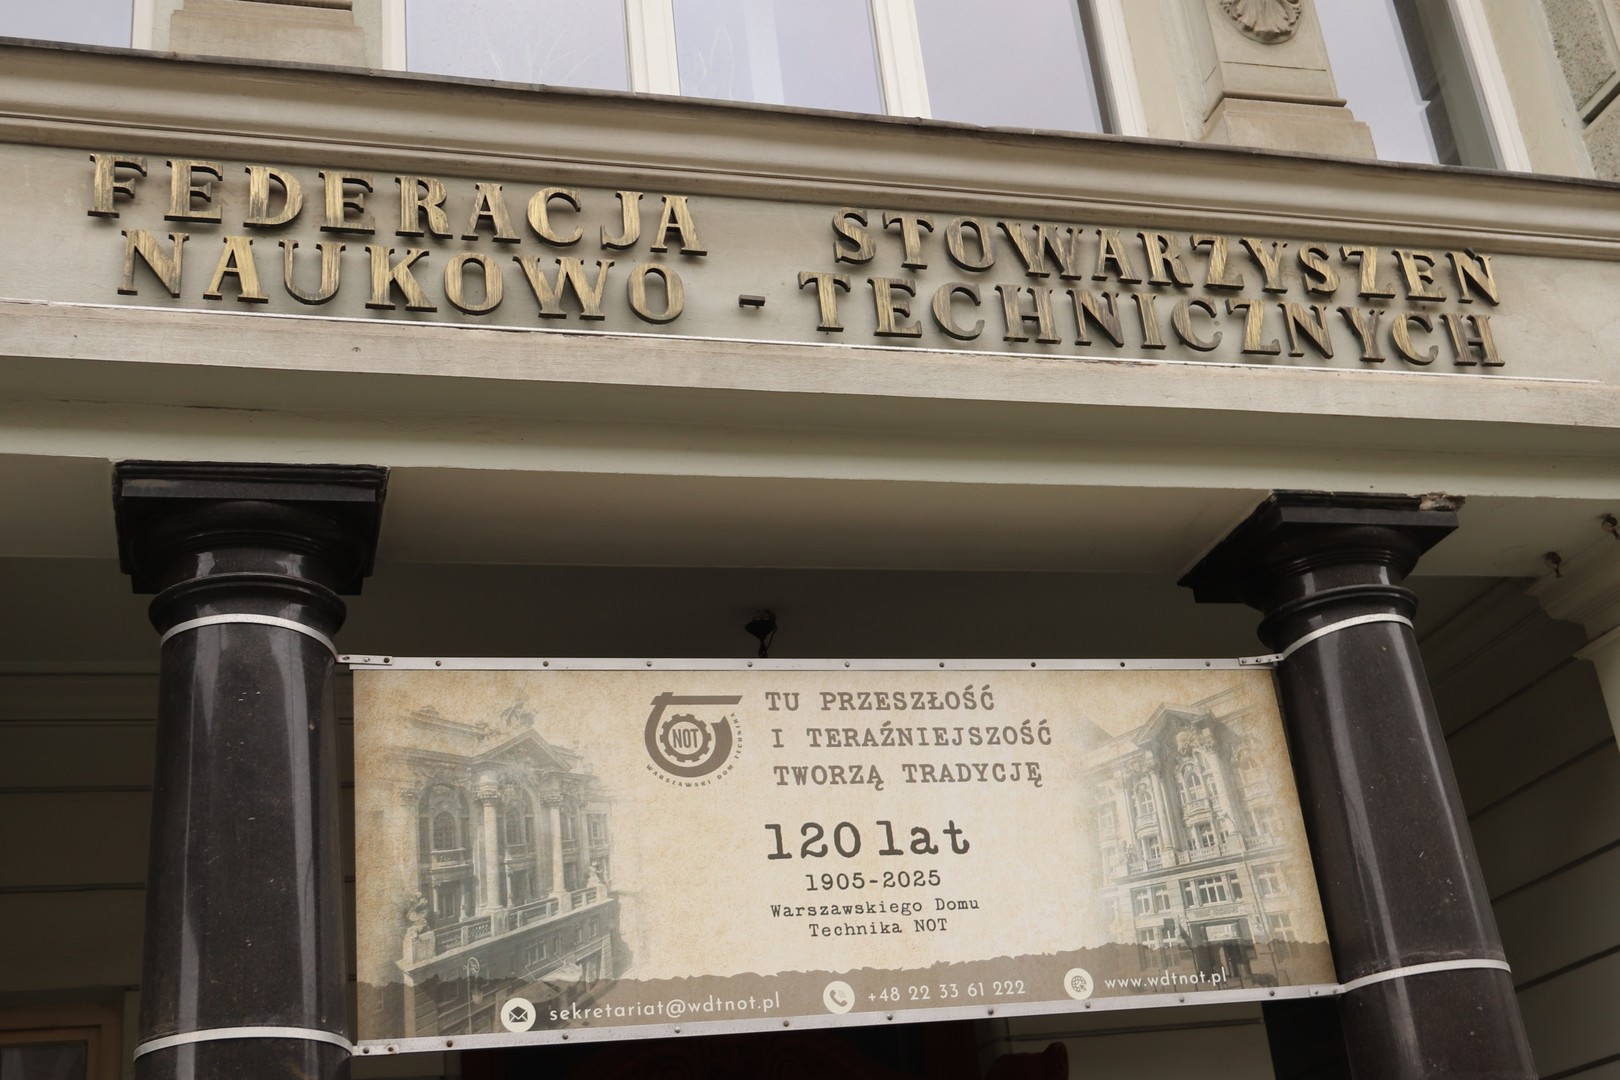 FEDERACJA STOWARZYSZEŃ
NAUKOWO - TECHNICZNYCH
NOT
WARSZAWSKI DOM TECHNIKA
TU PRZESZŁOŚĆ
I TERAŹNIEJSZOŚĆ
TWORZĄ TRADYCJĘ
120 lat
1905-2025
Warszawskiego Domu
Technika NOT
sekretariat@wdtnot.pl +48 22 33 61 222 www.wdtnot.pl